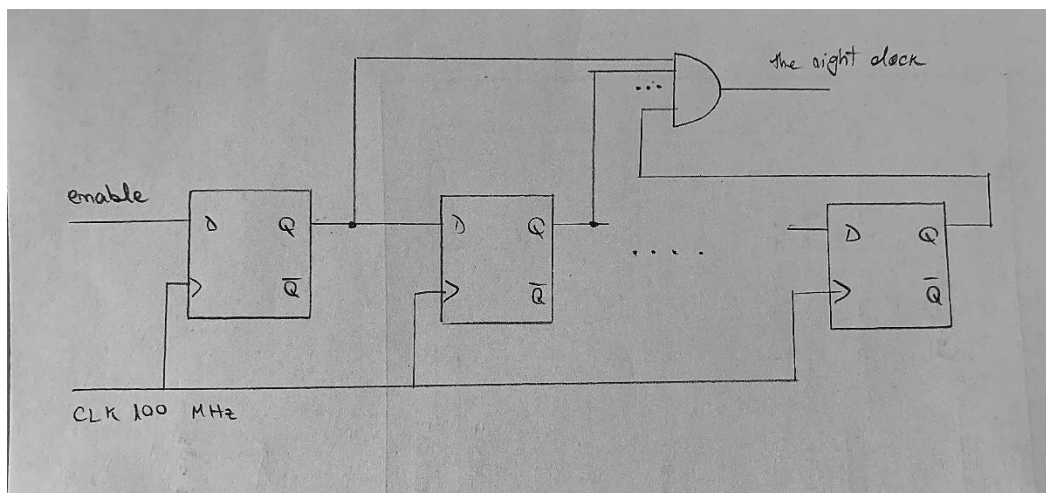 the right clock
...
enable
D Q
Q̅
D Q
Q̅
....
D Q
Q̅
CLK 100 MHz